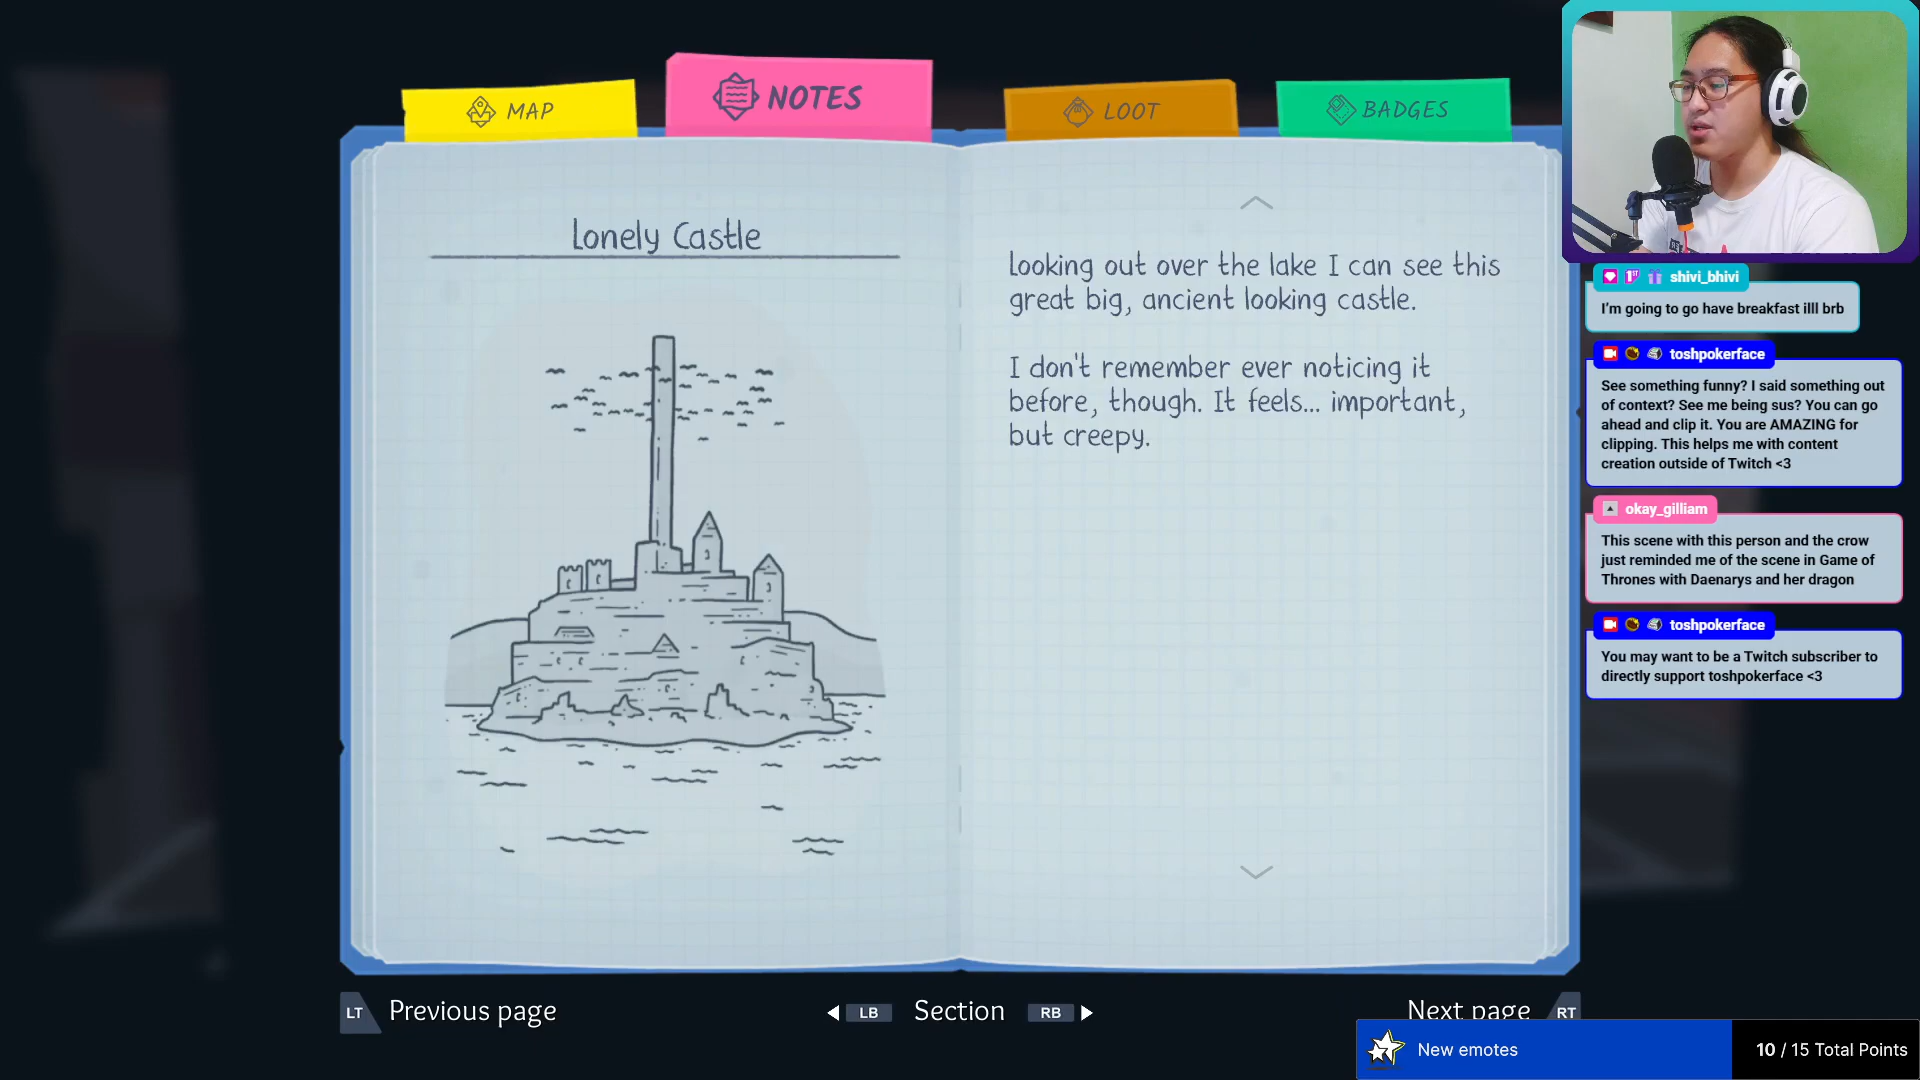 MAP
NOTES
LOOT
BADGES
Lonely Castle
Looking out over the lake I can see this
great big, ancient looking castle.
I don't remember ever noticing it
before, though. It feels... important,
but creepy.
shivi_bhivi
I'm going to go have breakfast illl brb
toshpokerface
See something funny? I said something out
of context? See me being sus? You can go
ahead and clip it. You are AMAZING for
clipping. This helps me with content
creation outside of Twitch <3
okay_gilliam
This scene with this person and the crow
just reminded me of the scene in Game of
Thrones with Daenarys and her dragon
toshpokerface
You may want to be a Twitch subscriber to
directly support toshpokerface <3
LT Previous page
LB Section RB
Next page RT
New emotes
10 / 15 Total Points